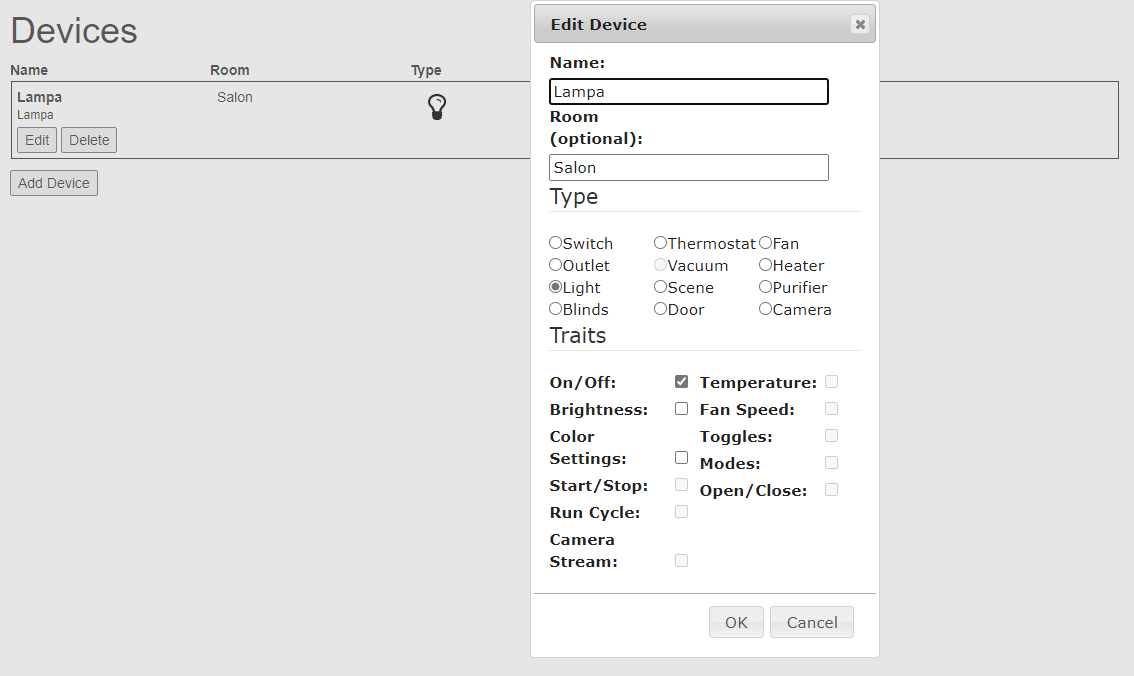 Devices
Name Room Type
Lampa Salon
Lampa
Edit Delete
Add Device
Edit Device
Name:
Lampa
Room
(optional):
Salon
Type
Switch Thermostat Fan
Outlet Vacuum Heater
Light Scene Purifier
Blinds Door Camera
Traits
On/Off:
Brightness:
Color
Settings:
Start/Stop:
Run Cycle:
Camera
Stream:
Temperature:
Fan Speed:
Toggles:
Modes:
Open/Close:
OK Cancel